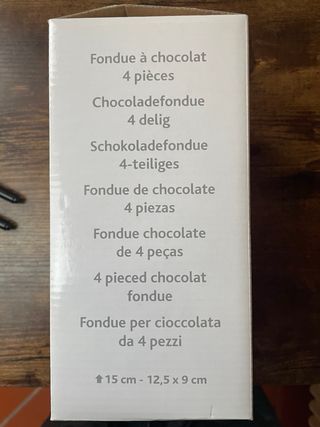 Fondue à chocolat
4 pièces
Chocoladefondue
4 delig
Schokoladefondue
4-teiliges
Fondue de chocolate
4 piezas
Fondue chocolate
de 4 peças
4 pieced chocolat
fondue
Fondue per cioccolata
da 4 pezzi
⬆ 15 cm - 12,5 x 9 cm